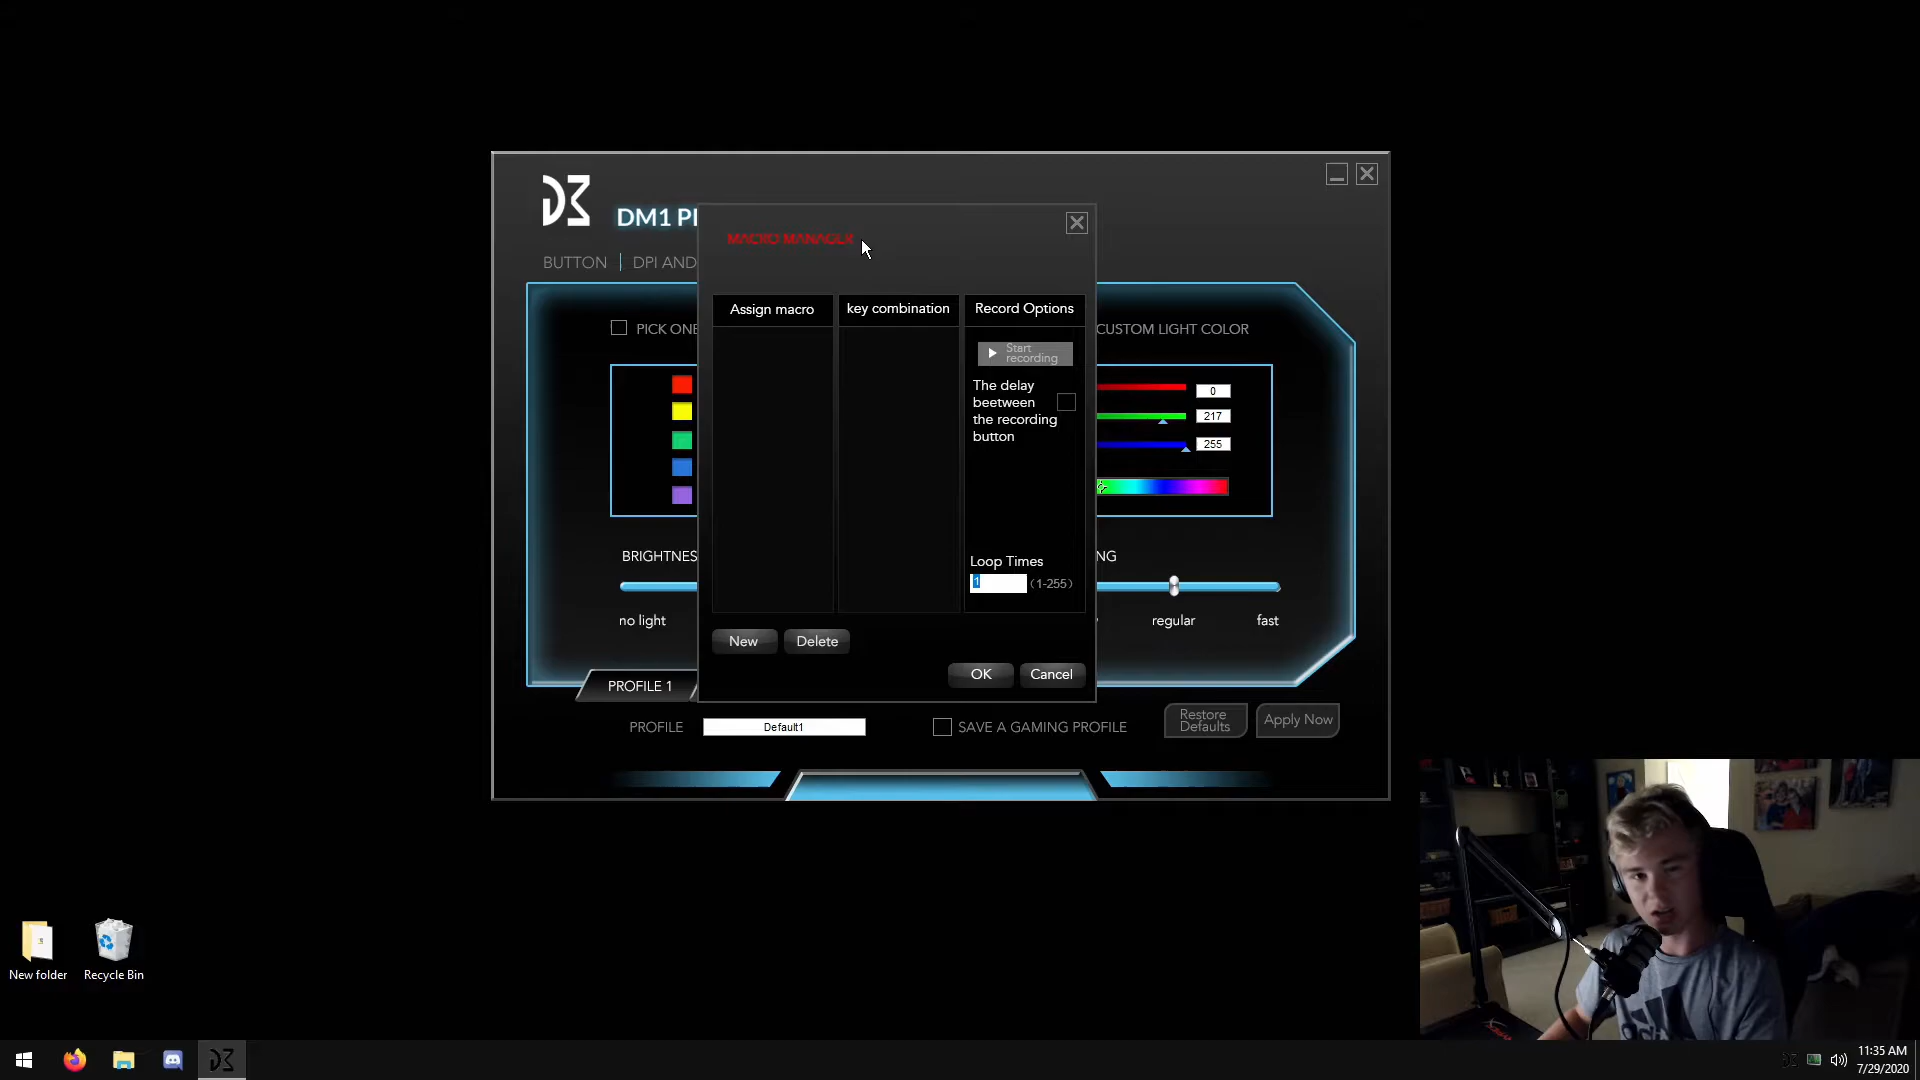 DM1 P
MACRO MANAGER
BUTTON
DPI AND
Assign macro
key combination
Record Options
PICK ONE
CUSTOM LIGHT COLOR
Start
recording
The delay
beetween
the recording
button
0
217
255
BRIGHTNES
NG
Loop Times
1
(1-255)
no light
regular
fast
New
Delete
OK
Cancel
PROFILE 1
PROFILE
Default1
SAVE A GAMING PROFILE
Restore
Defaults
Apply Now
New folder
Recycle Bin
11:35 AM
7/29/2020